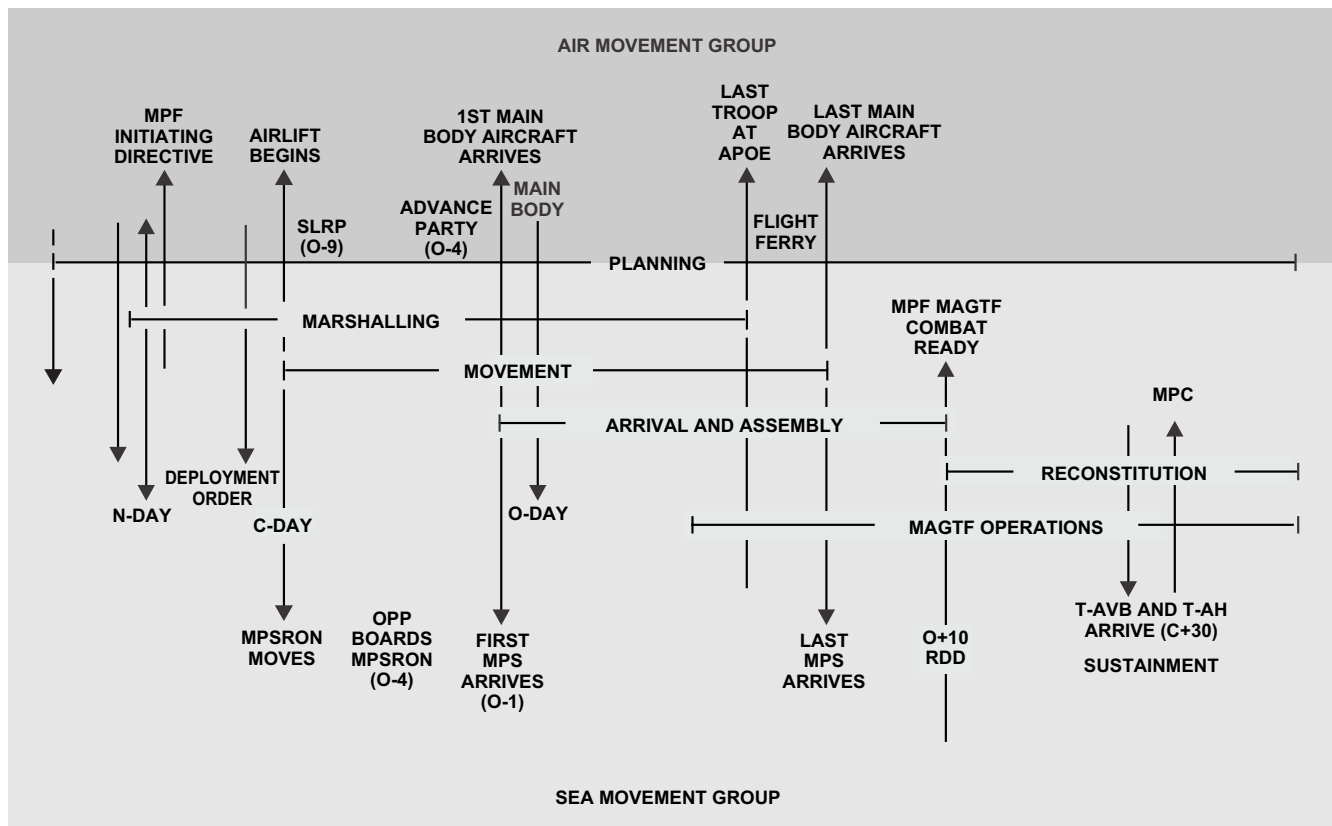 AIR MOVEMENT GROUP
MPF
INITIATING
DIRECTIVE
AIRLIFT
BEGINS
1ST MAIN
BODY AIRCRAFT
ARRIVES
LAST
TROOP
AT
APOE
LAST MAIN
BODY AIRCRAFT
ARRIVES
SLRP
(O-9)
ADVANCE
PARTY
(O-4)
MAIN
BODY
FLIGHT
FERRY
PLANNING
MARSHALLING
MPF MAGTF
COMBAT
READY
MOVEMENT
MPC
ARRIVAL AND ASSEMBLY
RECONSTITUTION
DEPLOYMENT
ORDER
N-DAY
C-DAY
O-DAY
MAGTF OPERATIONS
MPSRON
MOVES
OPP
BOARDS
MPSRON
(O-4)
FIRST
MPS
ARRIVES
(O-1)
LAST
MPS
ARRIVES
O+10
RDD
T-AVB AND T-AH
ARRIVE (C+30)
SUSTAINMENT
SEA MOVEMENT GROUP